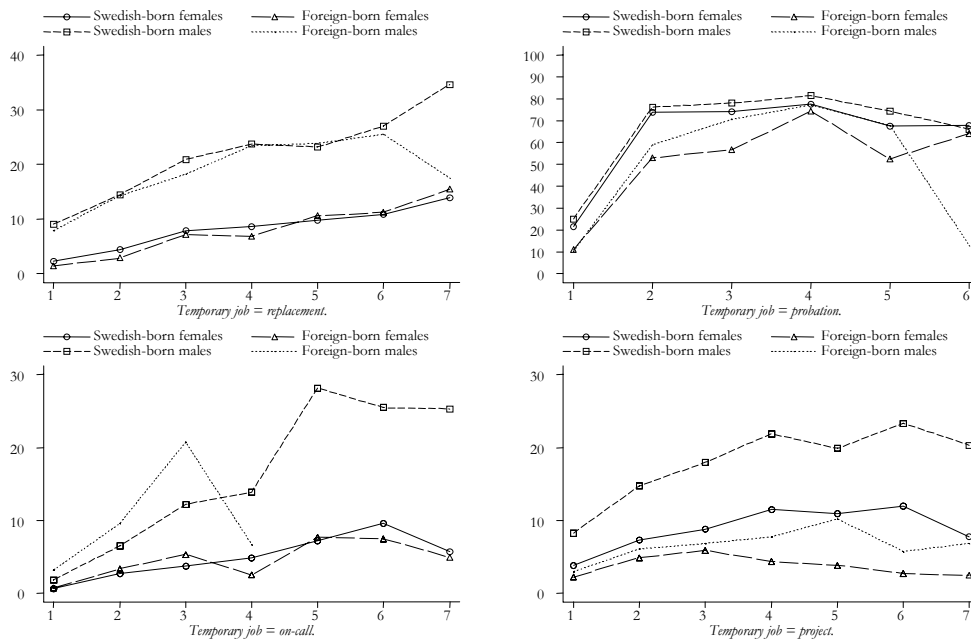 Swedish-born females Foreign-born females
Swedish-born males Foreign-born males
40
30
20
10
0
1 2 3 4 5 6 7
Temporary job = replacement.
Swedish-born females Foreign-born females
Swedish-born males Foreign-born males
100
90
80
70
60
50
40
30
20
10
0
1 2 3 4 5 6
Temporary job = probation.
Swedish-born females Foreign-born females
Swedish-born males Foreign-born males
30
20
10
0
1 2 3 4 5 6 7
Temporary job = on-call.
Swedish-born females Foreign-born females
Swedish-born males Foreign-born males
30
20
10
0
1 2 3 4 5 6 7
Temporary job = project.